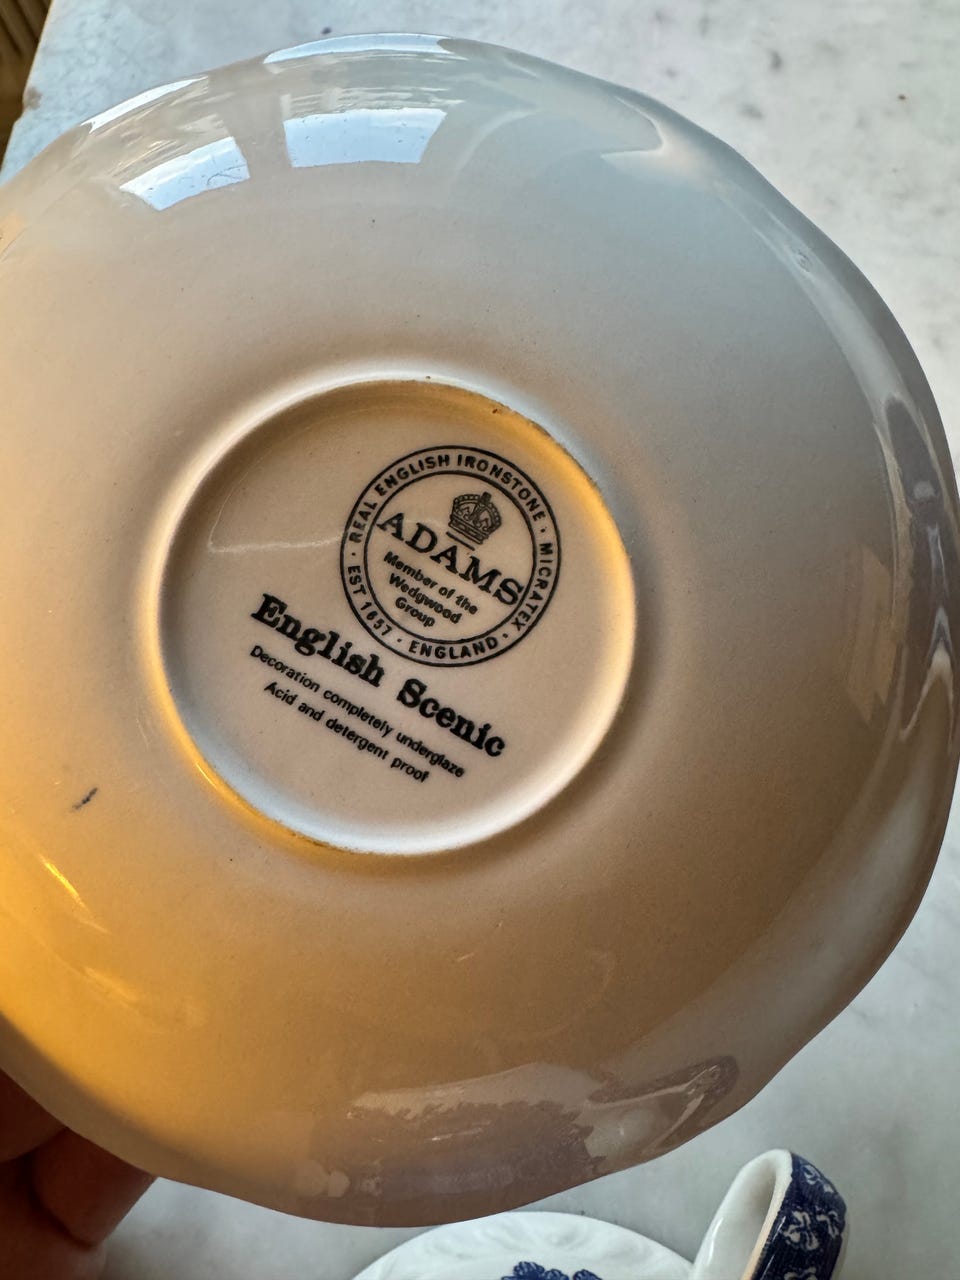 REAL ENGLISH IRONSTONE · MICRATEX · ENGLAND · EST 1657 ·
ADAMS
Member of the
Wedgwood
Group
English Scenic
Decoration completely underglaze
Acid and detergent proof